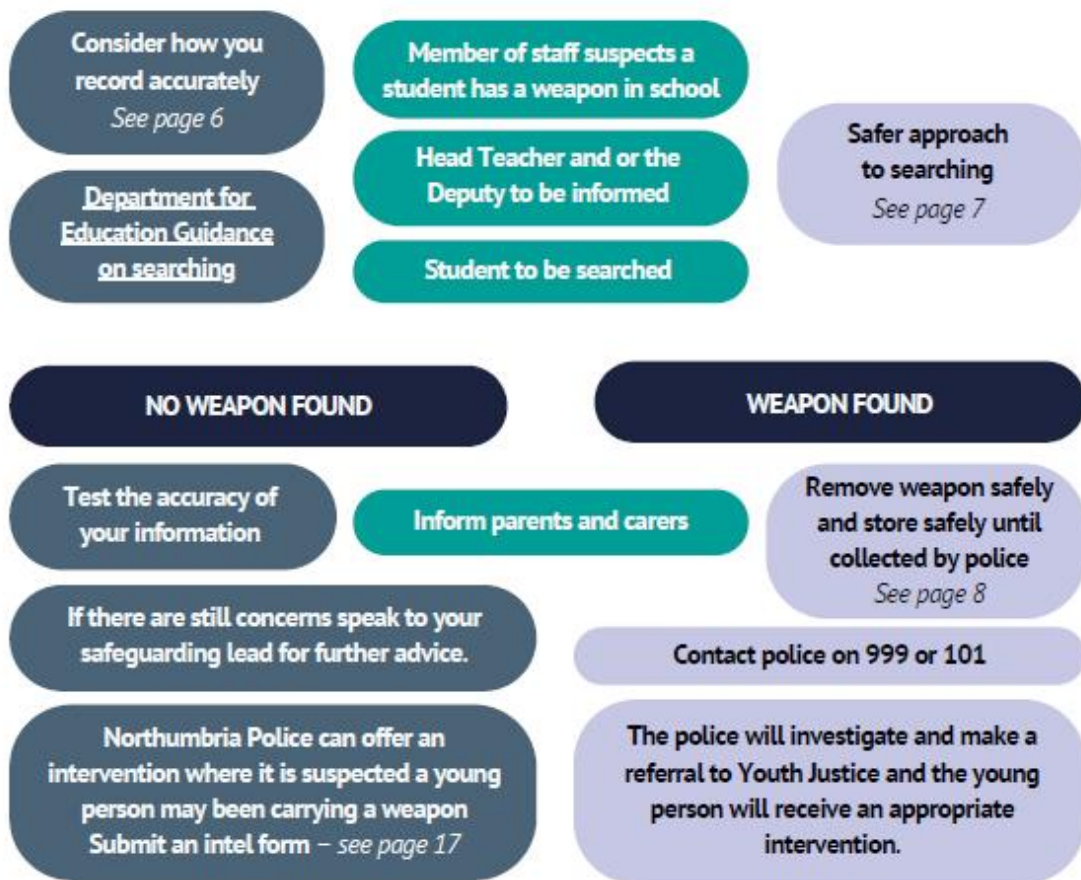 Consider how you
record accurately
See page 6
Department for
Education Guidance
on searching
Member of staff suspects a
student has a weapon in school
Head Teacher and or the
Deputy to be informed
Student to be searched
Safer approach
to searching
See page 7
NO WEAPON FOUND
WEAPON FOUND
Test the accuracy of
your information
Inform parents and carers
Remove weapon safely
and store safely until
collected by police
See page 8
If there are still concerns speak to your
safeguarding lead for further advice.
Contact police on 999 or 101
Northumbria Police can offer an
intervention where it is suspected a young
person may been carrying a weapon
Submit an intel form – see page 17
The police will investigate and make a
referral to Youth Justice and the young
person will receive an appropriate
intervention.